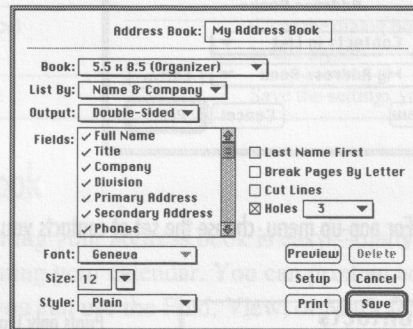 Address Book: My Address Book
Book: 5.5 x 8.5 (Organizer)
List By: Name & Company
Output: Double-Sided
Fields: ✓ Full Name
✓ Title
✓ Company
✓ Division
✓ Primary Address
✓ Secondary Address
✓ Phones
Last Name First
Break Pages By Letter
Cut Lines
Holes 3
Font: Geneva
Size: 12
Style: Plain
Preview Delete
Setup Cancel
Print Save